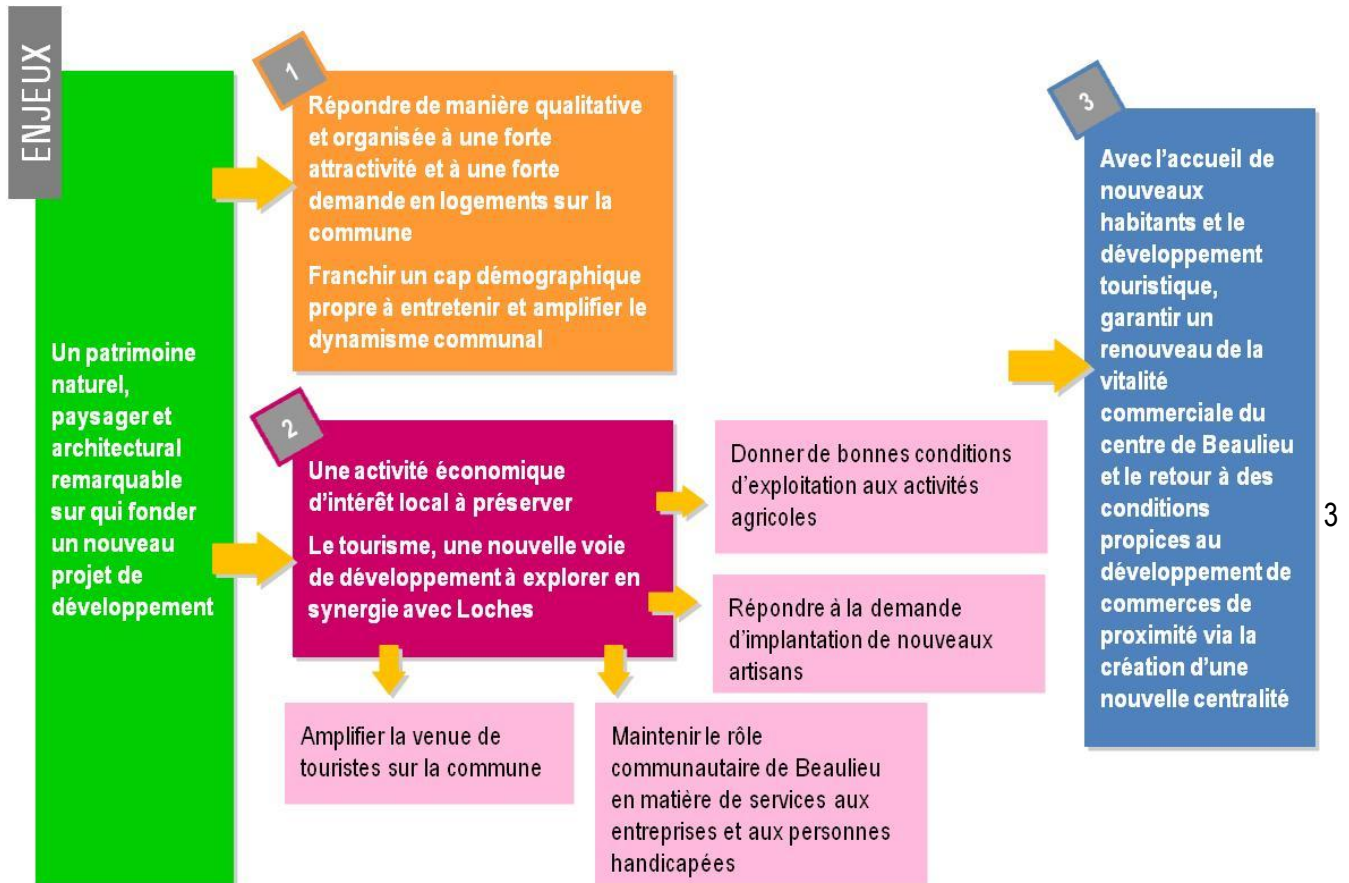 ENJEUX
Un patrimoine
naturel,
paysager et
architectural
remarquable
sur qui fonder
un nouveau
projet de
développement
1
Répondre de manière qualitative
et organisée à une forte
attractivité et à une forte
demande en logements sur la
commune
Franchir un cap démographique
propre à entretenir et amplifier le
dynamisme communal
2
Une activité économique
d'intérêt local à préserver
Le tourisme, une nouvelle voie
de développement à explorer en
synergie avec Loches
Donner de bonnes conditions
d'exploitation aux activités
agricoles
Répondre à la demande
d'implantation de nouveaux
artisans
Amplifier la venue de
touristes sur la commune
Maintenir le rôle
communautaire de Beaulieu
en matière de services aux
entreprises et aux personnes
handicapées
3
Avec l'accueil de
nouveaux
habitants et le
développement
touristique,
garantir un
renouveau de la
vitalité
commerciale du
centre de Beaulieu
et le retour à des
conditions
propices au
développement de
commerces de
proximité via la
création d'une
nouvelle centralité
3